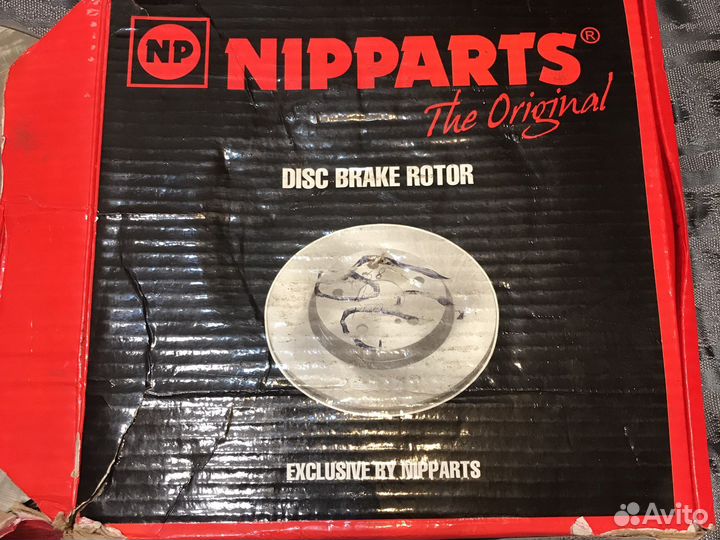 NP NIPPARTS®
The Original
DISC BRAKE ROTOR
EXCLUSIVE BY NIPPARTS
Avito